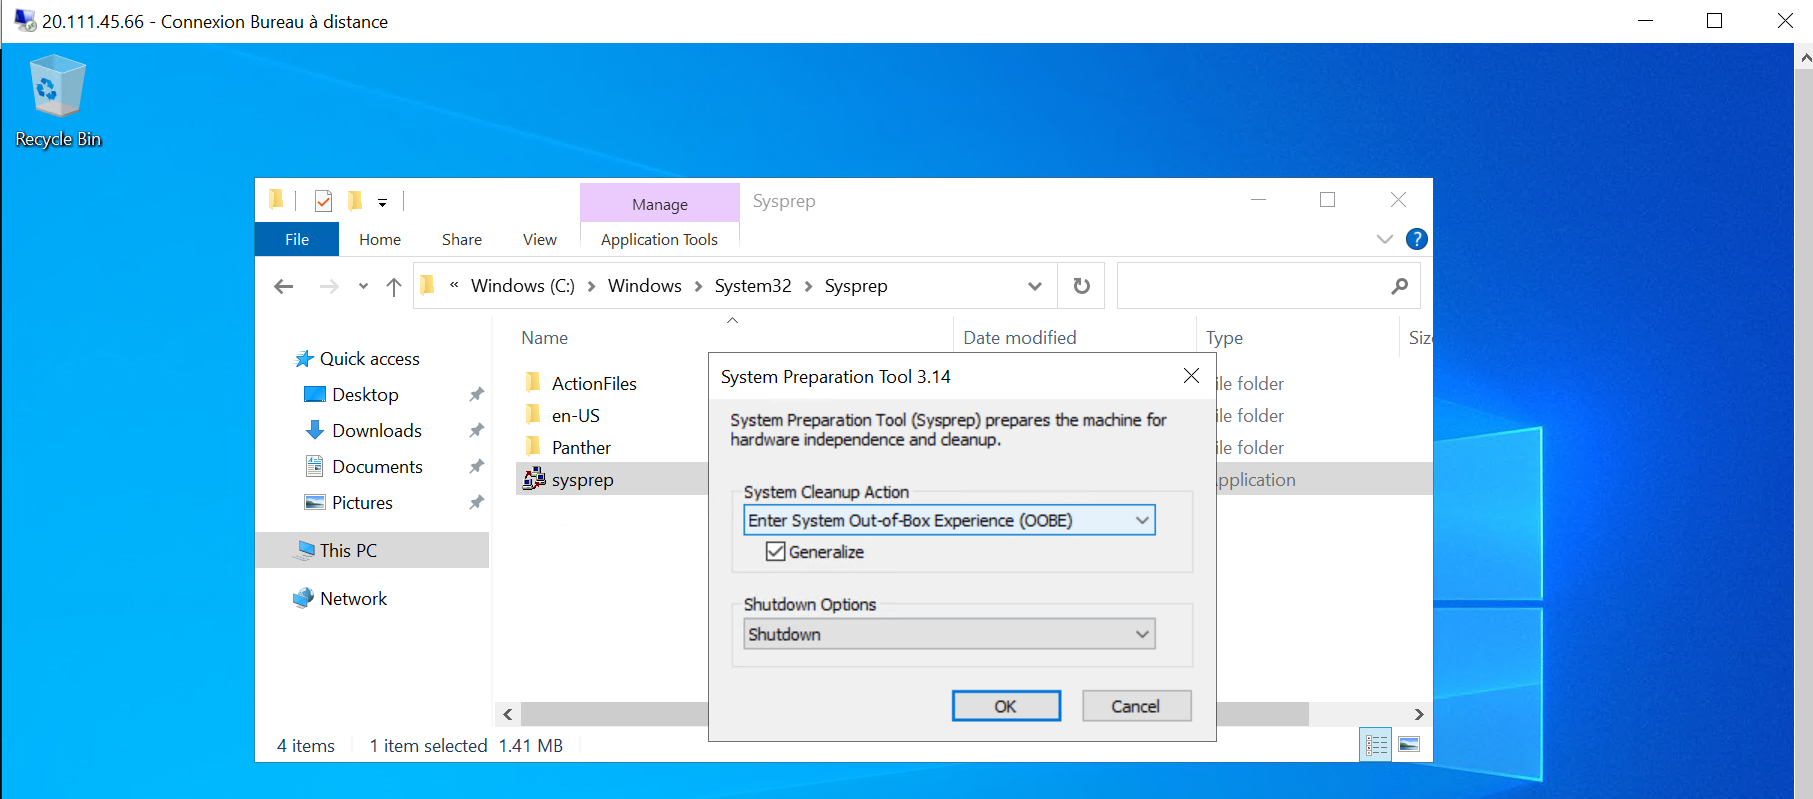 20.111.45.66 - Connexion Bureau à distance
Recycle Bin
Manage
Sysprep
File
Home
Share
View
Application Tools
?
« Windows (C:) > Windows > System32 > Sysprep
Name
Date modified
Type
Siz
Quick access
Desktop
Downloads
Documents
Pictures
This PC
Network
ActionFiles
ile folder
en-US
ile folder
Panther
ile folder
sysprep
pplication
System Preparation Tool 3.14
System Preparation Tool (Sysprep) prepares the machine for
hardware independence and cleanup.
System Cleanup Action
Enter System Out-of-Box Experience (OOBE)
Generalize
Shutdown Options
Shutdown
OK
Cancel
4 items
1 item selected 1.41 MB